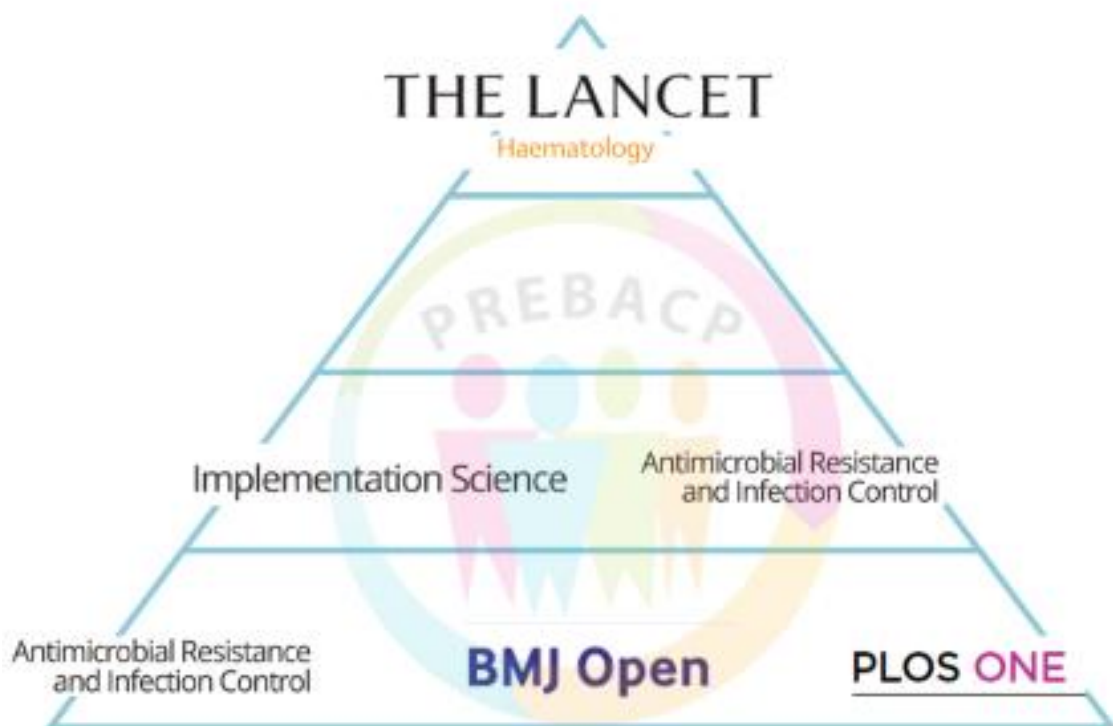 THE LANCET
Haematology
PREBACP
Implementation Science
Antimicrobial Resistance
and Infection Control
Antimicrobial Resistance
and Infection Control
BMJ Open
PLOS ONE